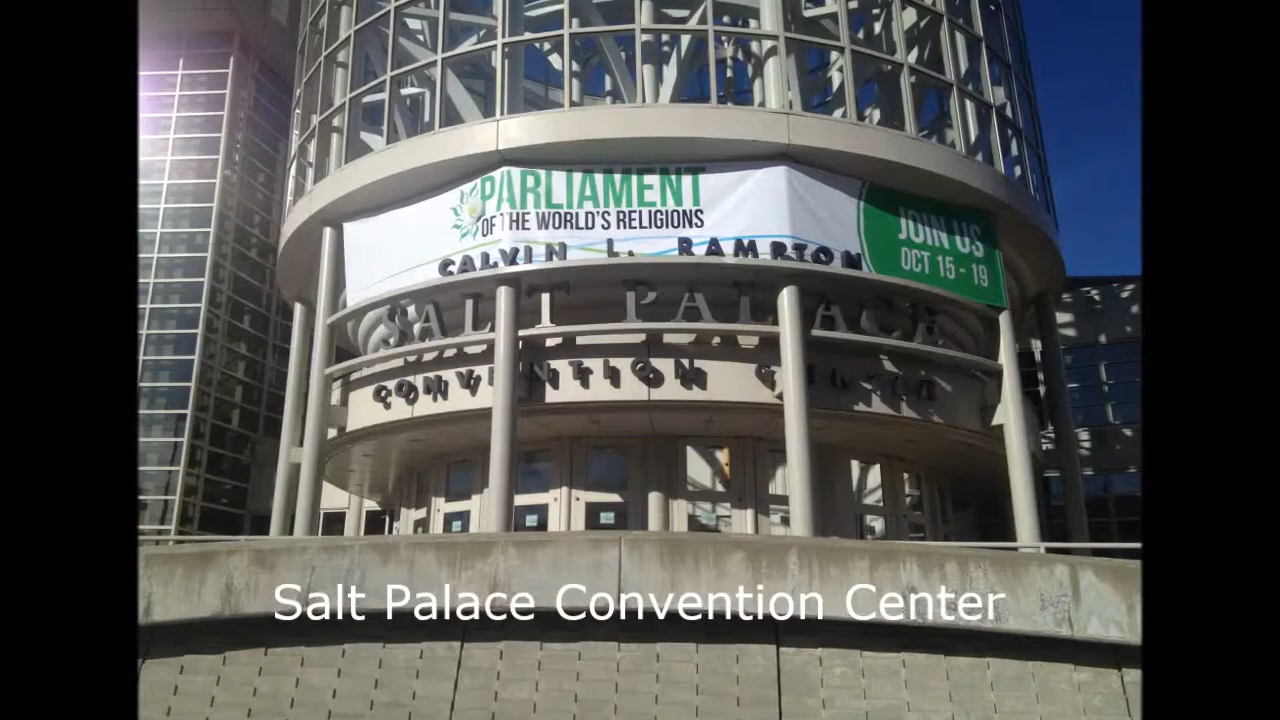 PARLIAMENT
OF THE WORLD'S RELIGIONS
JOIN US
OCT 15 - 19
CALVIN L. RAMPTON
SALT PALACE
CONVENTION CENTER
Salt Palace Convention Center